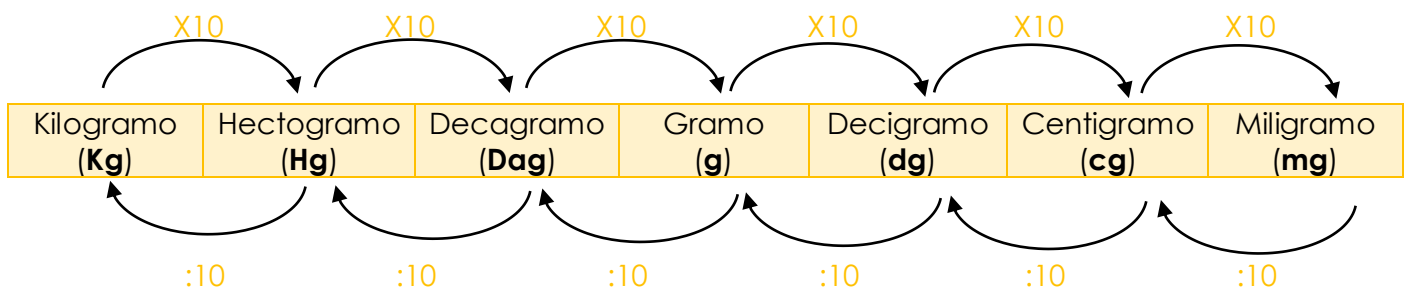 X10 X10 X10 X10 X10 X10
Kilogramo Hectogramo Decagramo Gramo Decigramo Centigramo Miligramo
(Kg) (Hg) (Dag) (g) (dg) (cg) (mg)
:10 :10 :10 :10 :10 :10